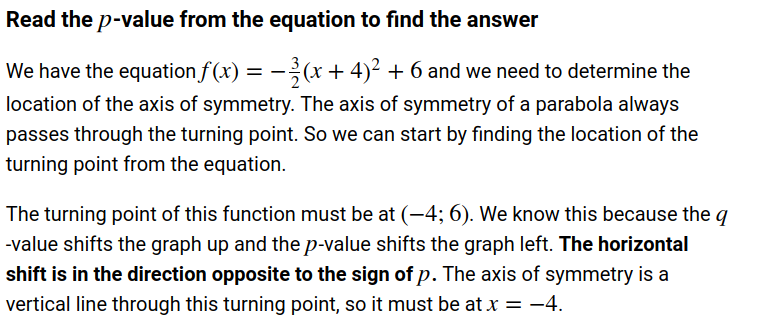 Read the p-value from the equation to find the answer
We have the equation f(x) = −3/2(x + 4)² + 6 and we need to determine the
location of the axis of symmetry. The axis of symmetry of a parabola always
passes through the turning point. So we can start by finding the location of the
turning point from the equation.
The turning point of this function must be at (−4; 6). We know this because the q
-value shifts the graph up and the p-value shifts the graph left. The horizontal
shift is in the direction opposite to the sign of p. The axis of symmetry is a
vertical line through this turning point, so it must be at x = −4.